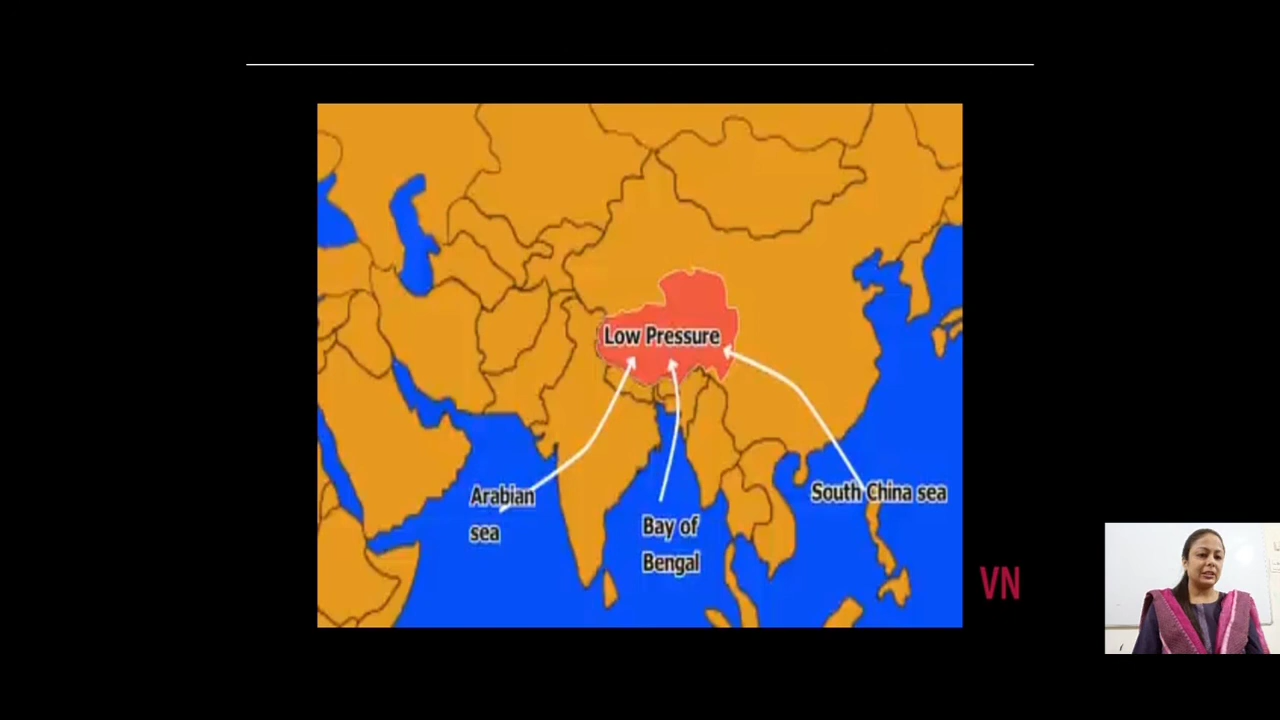 Low Pressure
Arabian
sea
Bay of
Bengal
South China sea
VN